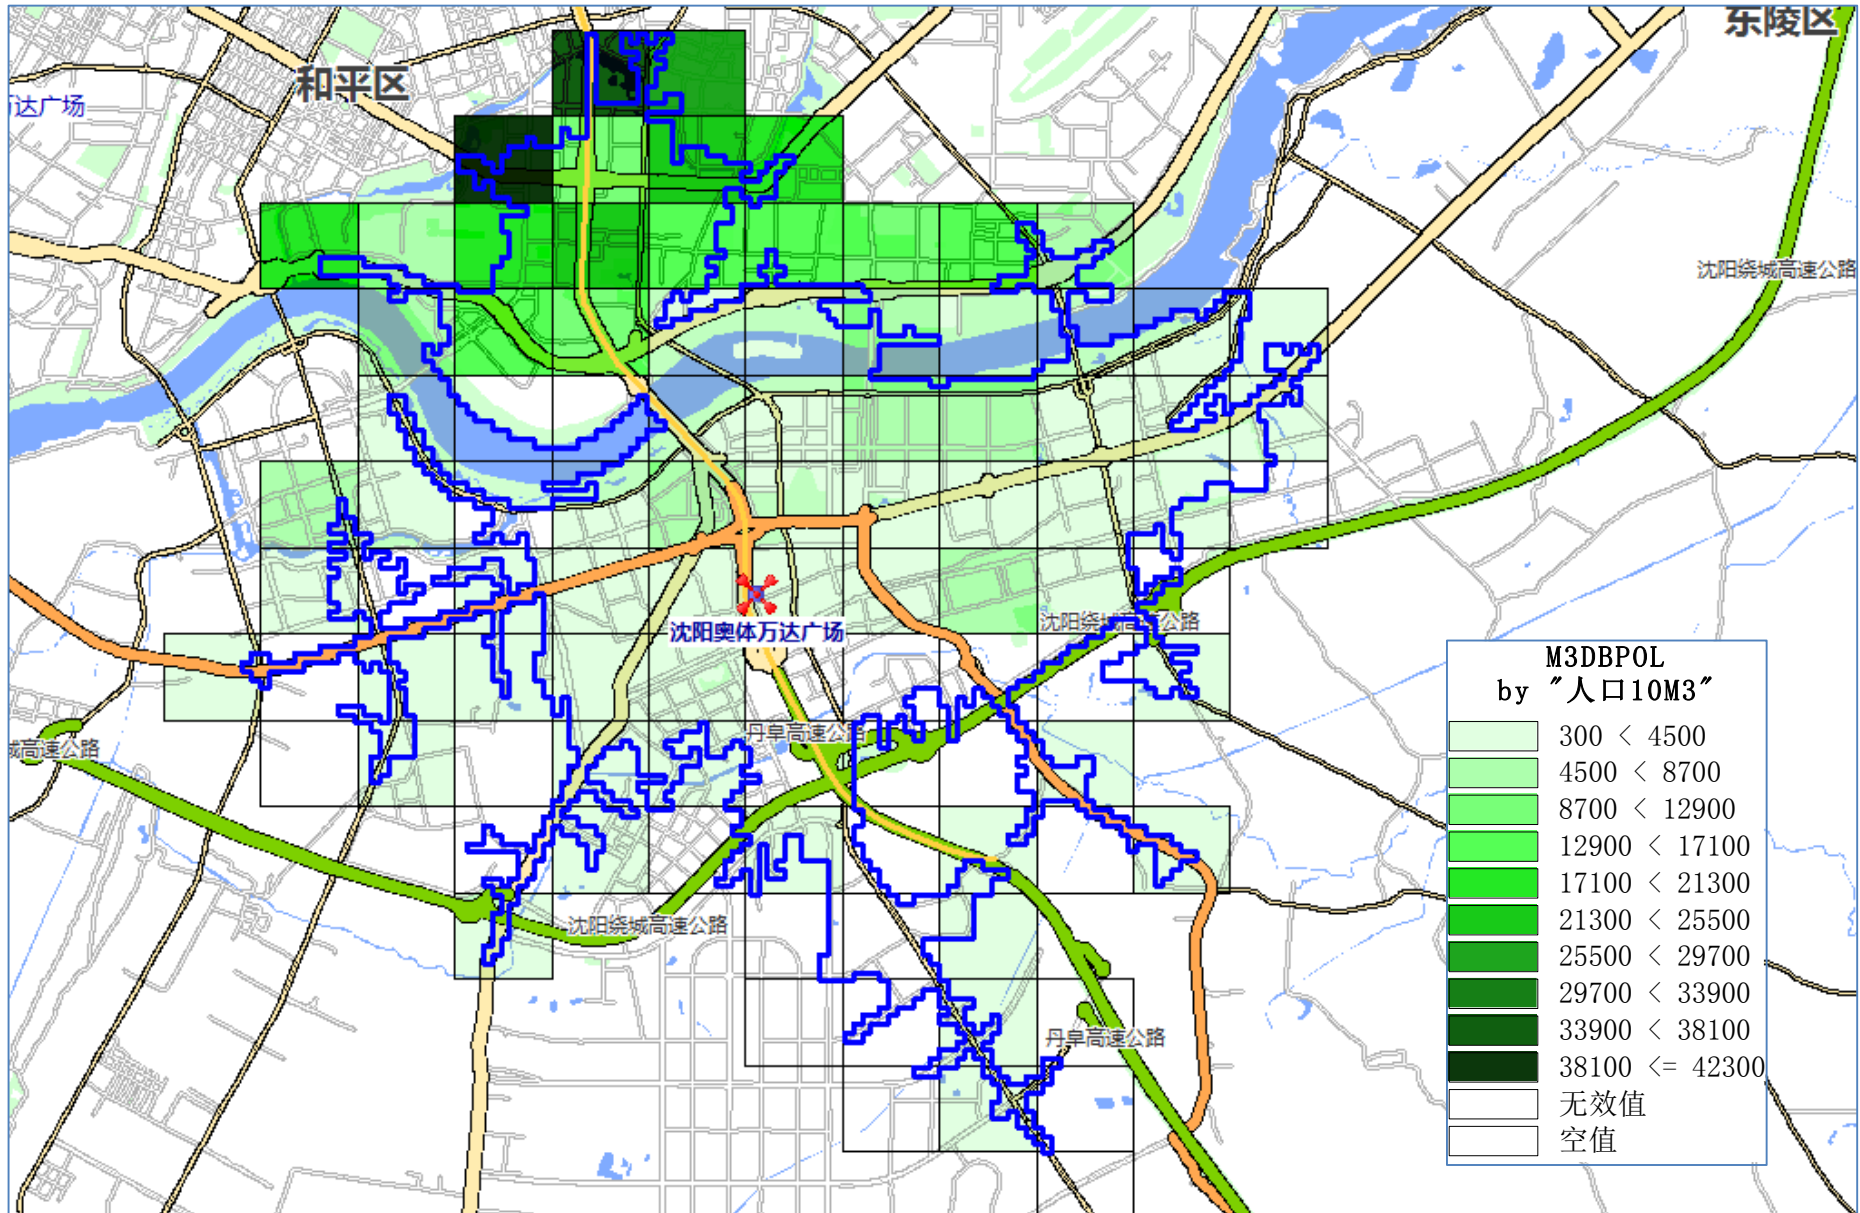 东陵区
和平区
万达广场
沈阳绕城高速公路
沈阳奥体万达广场
沈阳绕城高速公路
丹阜高速公路
城高速公路
沈阳绕城高速公路
丹阜高速公路
M3DBPOL
by "人口10M3"
300 < 4500
4500 < 8700
8700 < 12900
12900 < 17100
17100 < 21300
21300 < 25500
25500 < 29700
29700 < 33900
33900 < 38100
38100 <= 42300
无效值
空值